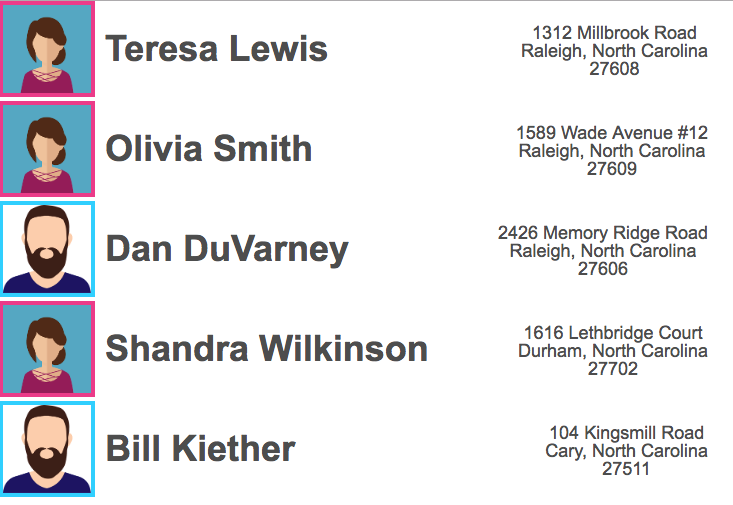 Teresa Lewis
1312 Millbrook Road
Raleigh, North Carolina
27608
Olivia Smith
1589 Wade Avenue #12
Raleigh, North Carolina
27609
Dan DuVarney
2426 Memory Ridge Road
Raleigh, North Carolina
27606
Shandra Wilkinson
1616 Lethbridge Court
Durham, North Carolina
27702
Bill Kiether
104 Kingsmill Road
Cary, North Carolina
27511